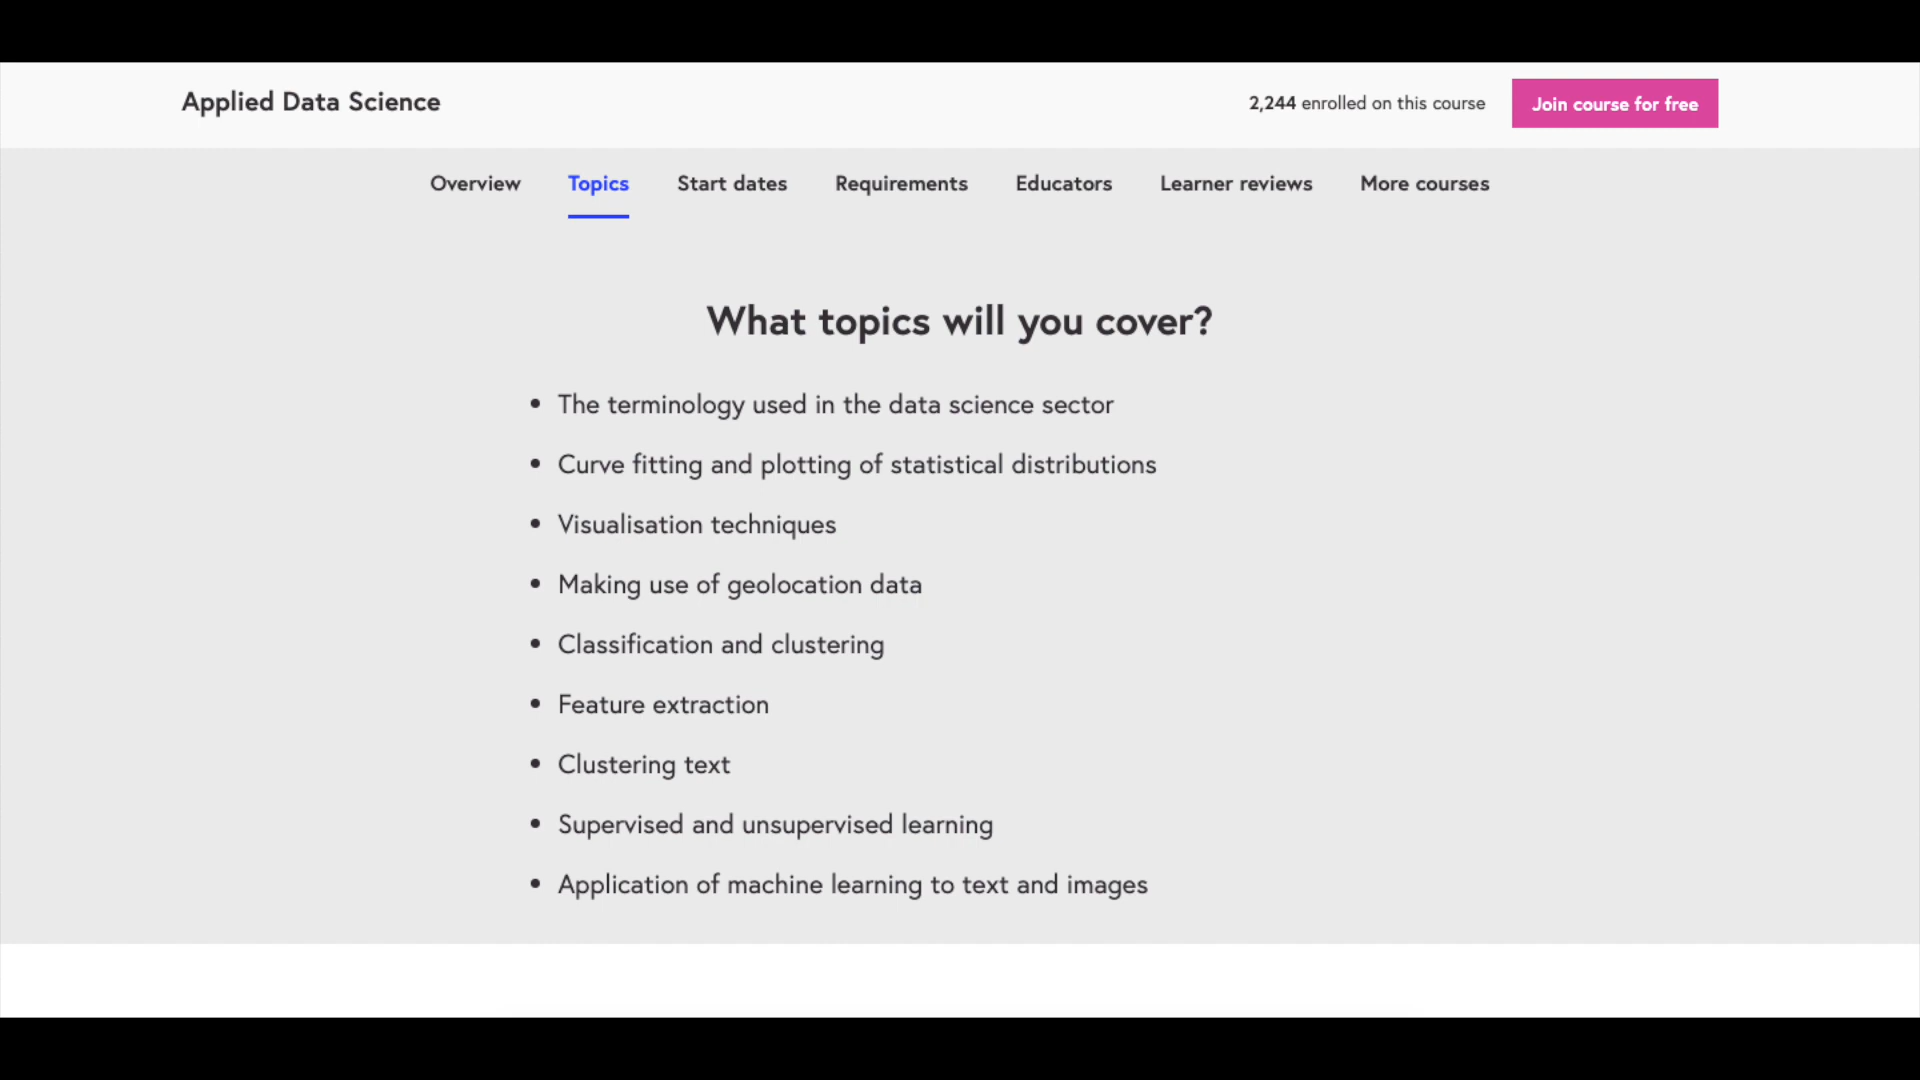 Applied Data Science
2,244 enrolled on this course
Join course for free
Overview Topics Start dates Requirements Educators Learner reviews More courses
What topics will you cover?
• The terminology used in the data science sector
• Curve fitting and plotting of statistical distributions
• Visualisation techniques
• Making use of geolocation data
• Classification and clustering
• Feature extraction
• Clustering text
• Supervised and unsupervised learning
• Application of machine learning to text and images